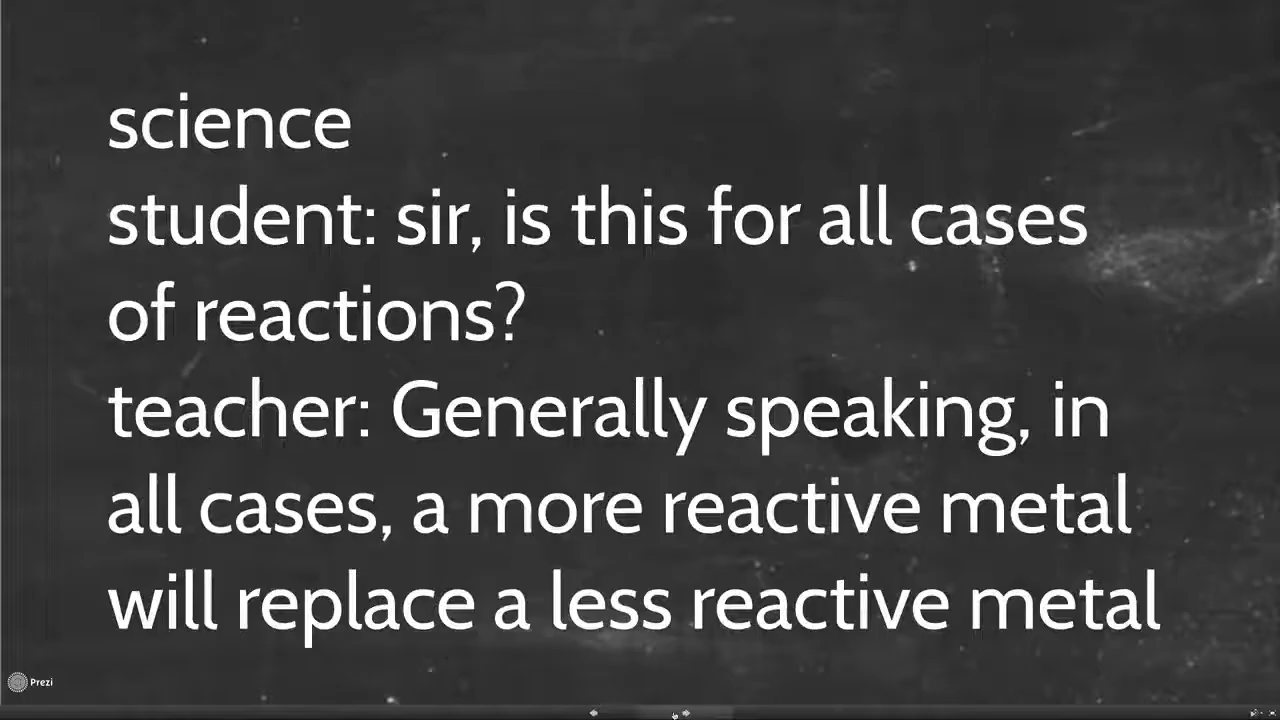 science
student: sir, is this for all cases
of reactions?
teacher: Generally speaking, in
all cases, a more reactive metal
will replace a less reactive metal
Prezi